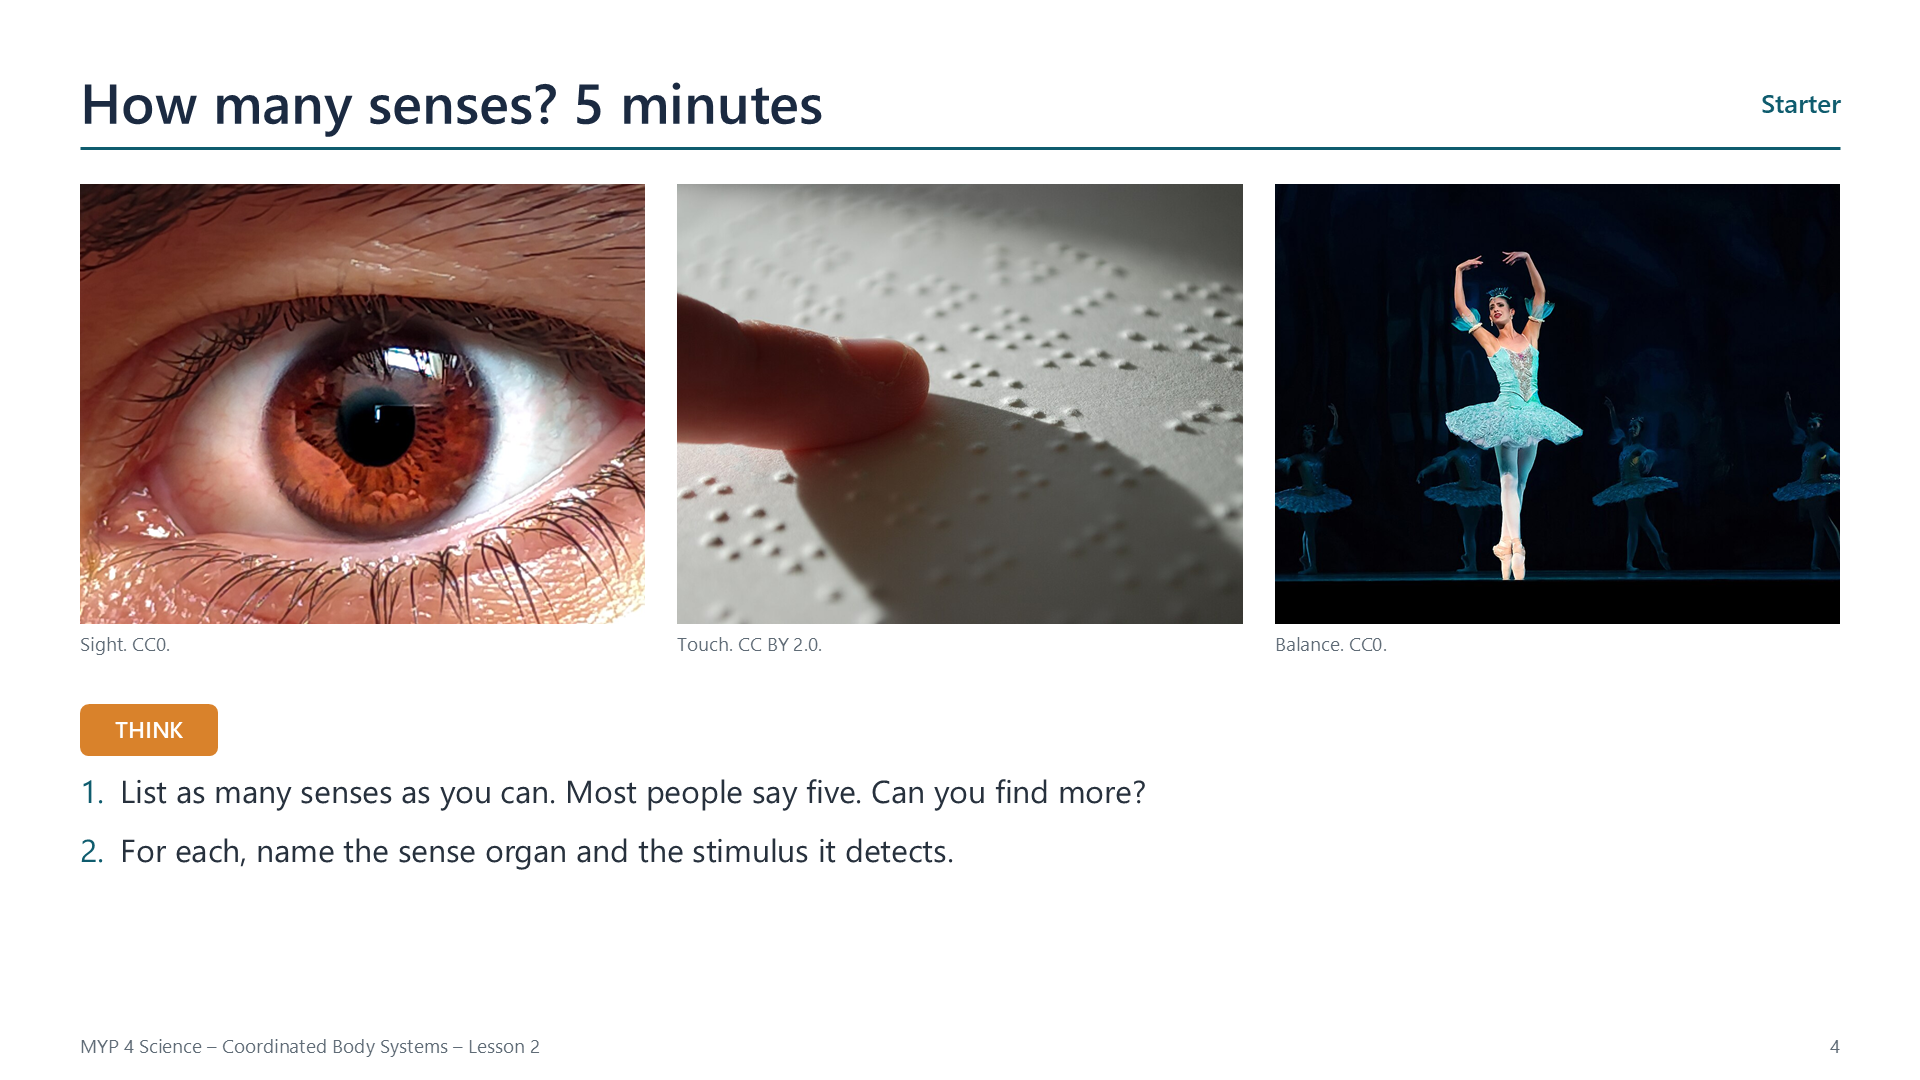 How many senses? 5 minutes
Starter
Sight. CC0.
Touch. CC BY 2.0.
Balance. CC0.
THINK
1. List as many senses as you can. Most people say five. Can you find more?
2. For each, name the sense organ and the stimulus it detects.
MYP 4 Science – Coordinated Body Systems – Lesson 2
4